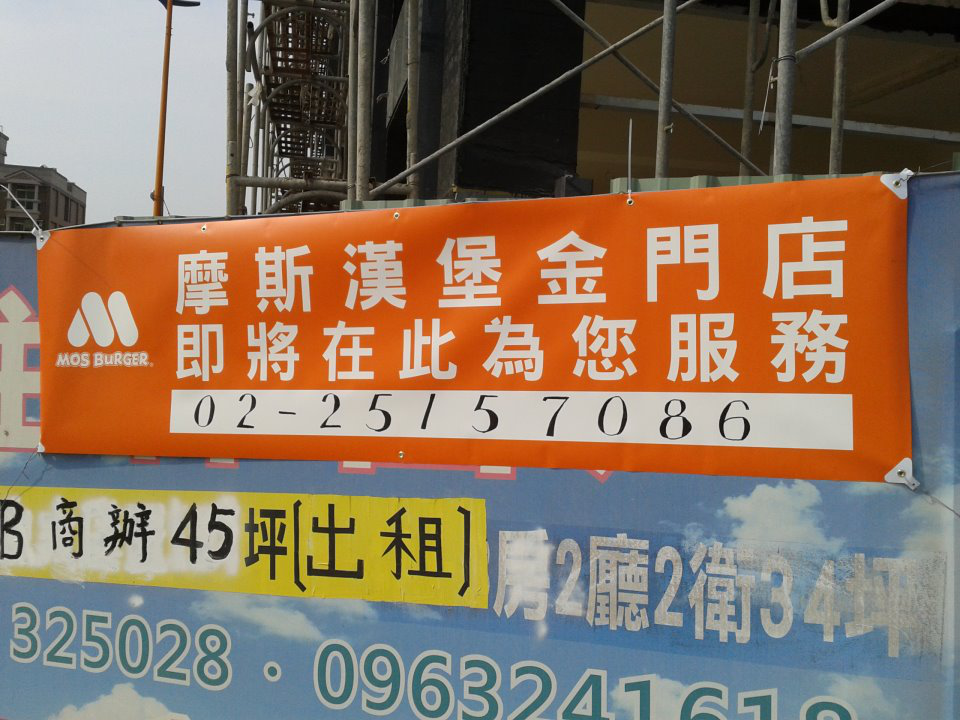 摩斯漢堡金門店
MOS BURGER
即將在此為您服務
02-25157086
B商辦45坪(出租)
房2廳2衛34坪
325028・0963241618